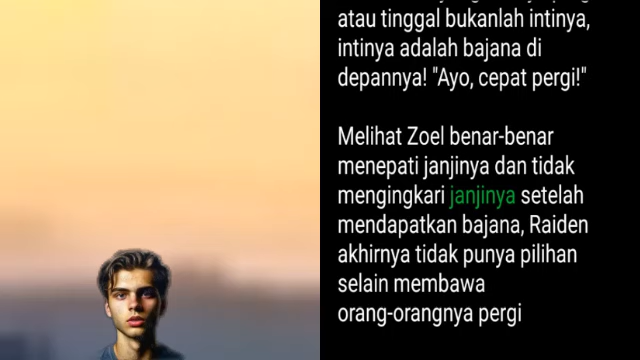 atau tinggal bukanlah intinya,
intinya adalah bajana di
depannya! "Ayo, cepat pergi!"
Melihat Zoel benar-benar
menepati janjinya dan tidak
mengingkari janjinya setelah
mendapatkan bajana, Raiden
akhirnya tidak punya pilihan
selain membawa
orang-orangnya pergi